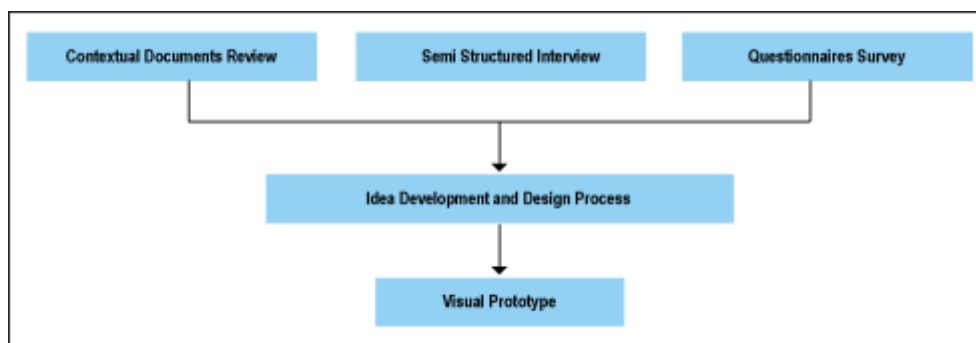 Contextual Documents Review
Semi Structured Interview
Questionnaires Survey
Idea Development and Design Process
Visual Prototype